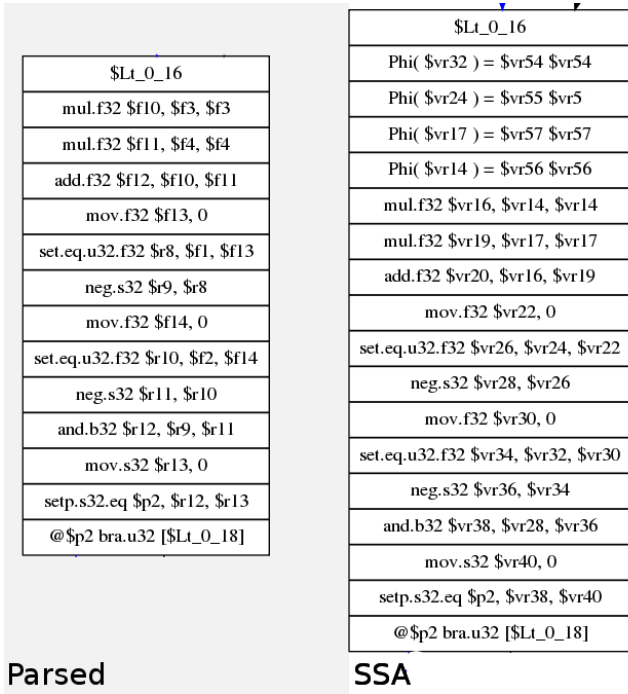 $Lt_0_16
mul.f32 $f10, $f3, $f3
mul.f32 $f11, $f4, $f4
add.f32 $f12, $f10, $f11
mov.f32 $f13, 0
set.eq.u32.f32 $r8, $f1, $f13
neg.s32 $r9, $r8
mov.f32 $f14, 0
set.eq.u32.f32 $r10, $f2, $f14
neg.s32 $r11, $r10
and.b32 $r12, $r9, $r11
mov.s32 $r13, 0
setp.s32.eq $p2, $r12, $r13
@$p2 bra.u32 [$Lt_0_18]
Parsed
$Lt_0_16
Phi( $vr32 ) = $vr54 $vr54
Phi( $vr24 ) = $vr55 $vr5
Phi( $vr17 ) = $vr57 $vr57
Phi( $vr14 ) = $vr56 $vr56
mul.f32 $vr16, $vr14, $vr14
mul.f32 $vr19, $vr17, $vr17
add.f32 $vr20, $vr16, $vr19
mov.f32 $vr22, 0
set.eq.u32.f32 $vr26, $vr24, $vr22
neg.s32 $vr28, $vr26
mov.f32 $vr30, 0
set.eq.u32.f32 $vr34, $vr32, $vr30
neg.s32 $vr36, $vr34
and.b32 $vr38, $vr28, $vr36
mov.s32 $vr40, 0
setp.s32.eq $p2, $vr38, $vr40
@$p2 bra.u32 [$Lt_0_18]
SSA